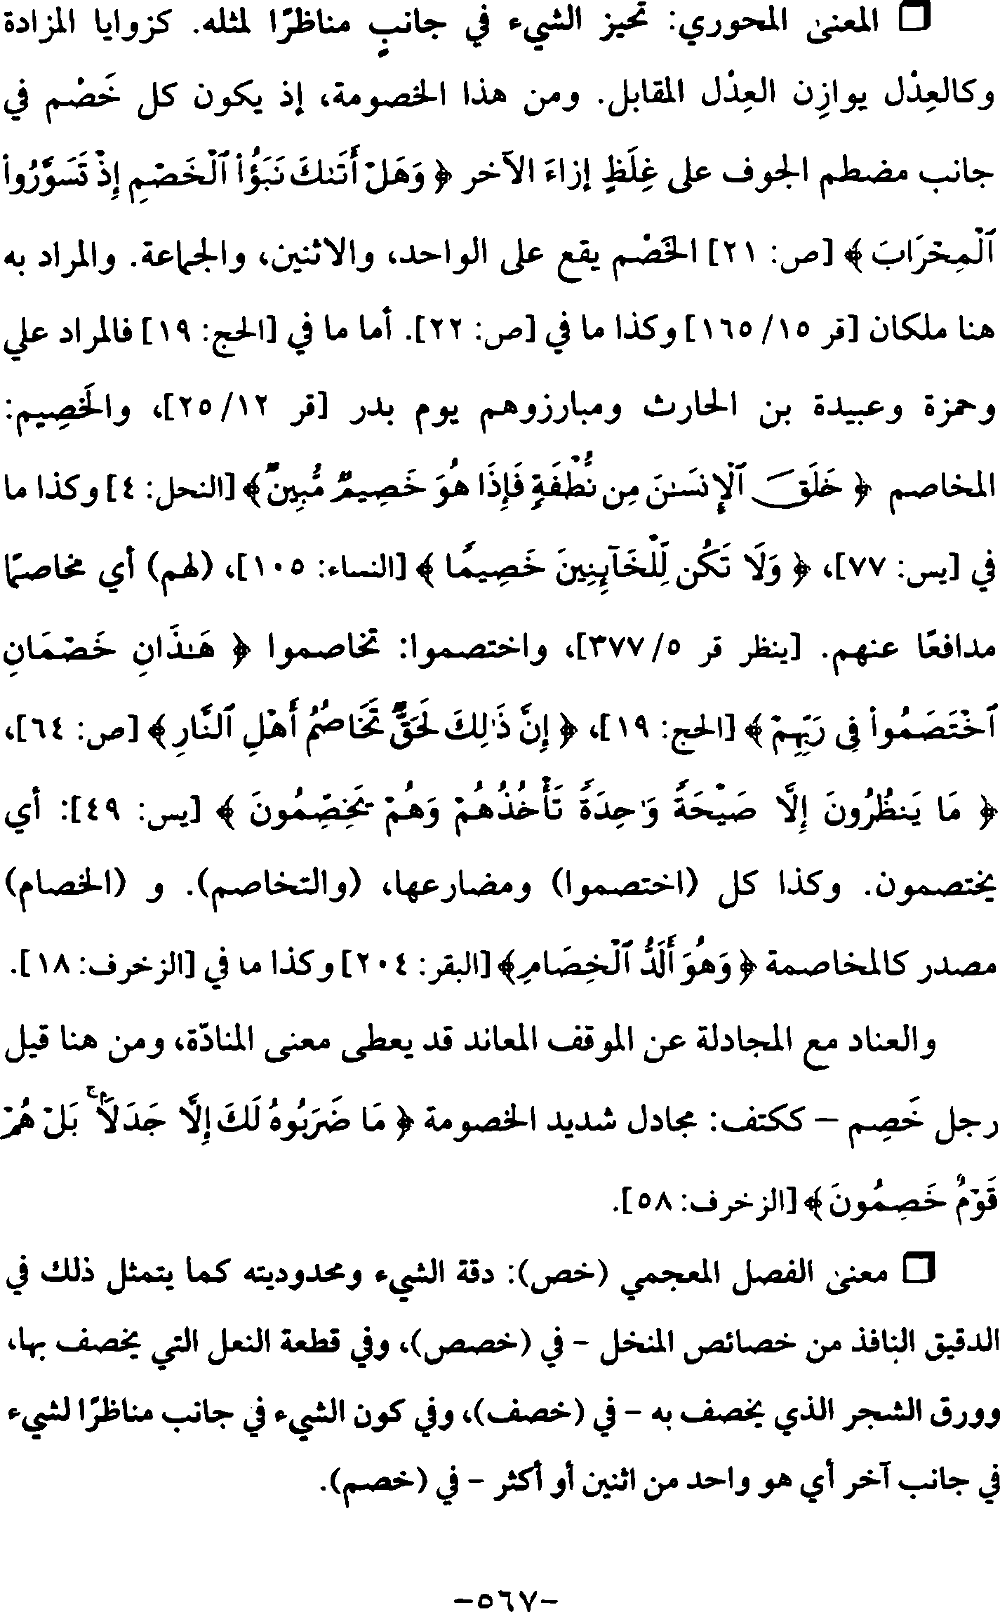 ❒ المعنىٰ المحوري: تحيز الشيء في جانبٍ مناظرًا لمثله. كزوايا المزادة
وكالعِدْل يوازِن العِدْل المقابل. ومن هذا الخصومة، إذ يكون كل خَصْم في
جانب مضطم الجوف على غِلَظٍ إزاءَ الآخر ﴿ وَهَلْ أَتَىٰكَ نَبَؤُاْ ٱلْخَصْمِ إِذْ تَسَوَّرُواْ
ٱلْمِحْرَابَ ﴾ [ص: ٢١] الخَصْم يقع على الواحد، والاثنين، والجماعة. والمراد به
هنا ملكان [قر ١٥/ ١٦٥] وكذا ما في [ص: ٢٢]. أما ما في [الحج: ١٩] فالمراد علي
وحمزة وعبيدة بن الحارث ومبارزوهم يوم بدر [قر ١٢/ ٢٥]، والخَصِيم:
المخاصم ﴿ خَلَقَ ٱلْإِنسَـٰنَ مِن نُّطْفَةٍ فَإِذَا هُوَ خَصِيمٌ مُّبِينٌ ﴾ [النحل: ٤] وكذا ما
في [يس: ٧٧]، ﴿ وَلَا تَكُن لِّلْخَآئِنِينَ خَصِيمًا ﴾ [النساء: ١٠٥]، (لهم) أي مخاصمًا
مدافعًا عنهم. [ينظر قر ٥/ ٣٧٧]، واختصموا: تخاصموا ﴿ هَـٰذَانِ خَصْمَانِ
ٱخْتَصَمُواْ فِي رَبِّهِمْ ﴾ [الحج: ١٩]، ﴿ إِنَّ ذَٰلِكَ لَحَقٌّ تَخَاصُمُ أَهْلِ ٱلنَّارِ ﴾ [ص: ٦٤]،
﴿ مَا يَنظُرُونَ إِلَّا صَيْحَةً وَٰحِدَةً تَأْخُذُهُمْ وَهُمْ يَخِصِّمُونَ ﴾ [يس: ٤٩]: أي
يختصمون. وكذا كل (اختصموا) ومضارعها، (والتخاصم). و (الخصام)
مصدر كالمخاصمة ﴿ وَهُوَ أَلَدُّ ٱلْخِصَامِ ﴾ [البقر: ٢٠٤] وكذا ما في [الزخرف: ١٨].
والعناد مع المجادلة عن الموقف المعاند قد يعطى معنى المنادّة، ومن هنا قيل
رجل خَصِم – ككتف: مجادل شديد الخصومة ﴿ مَا ضَرَبُوهُ لَكَ إِلَّا جَدَلًاۢ ۚ بَلْ هُمْ
قَوْمٌ خَصِمُونَ ﴾ [الزخرف: ٥٨].
❒ معنىٰ الفصل المعجمي (خص): دقة الشيء ومحدوديته كما يتمثل ذلك في
الدقيق النافذ من خصائص المنخل - في (خصص)، وفي قطعة النعل التي يخصف بها،
وورق الشجر الذي يخصف به - في (خصف)، وفي كون الشيء في جانب مناظرًا لشيء
في جانب آخر أي هو واحد من اثنين أو أكثر - في (خصم).
-٥٦٧-